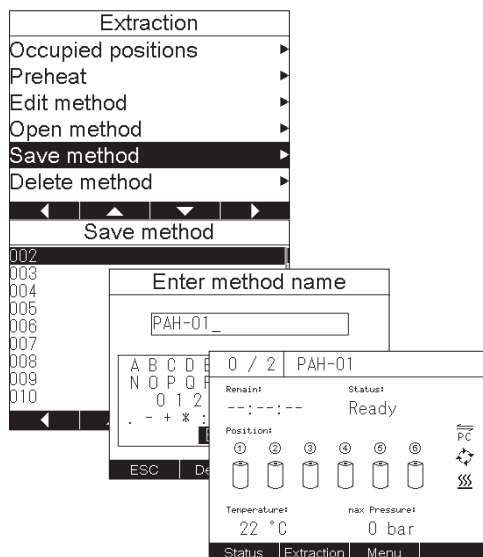 Extraction
Occupied positions
Preheat
Edit method
Open method
Save method
Delete method
Save method
002
003
004
005
006
007
008
009
010
Enter method name
PAH-01_
A B C D
N O P Q
0 1 2
. - + * :
ESC
0 / 2 PAH-01
Remain: Status:
--:--:-- Ready
Position:
① ② ③ ④ ⑤ ⑥
PC
Temperature: max Pressure:
22 °C 0 bar
Status Extraction Menu